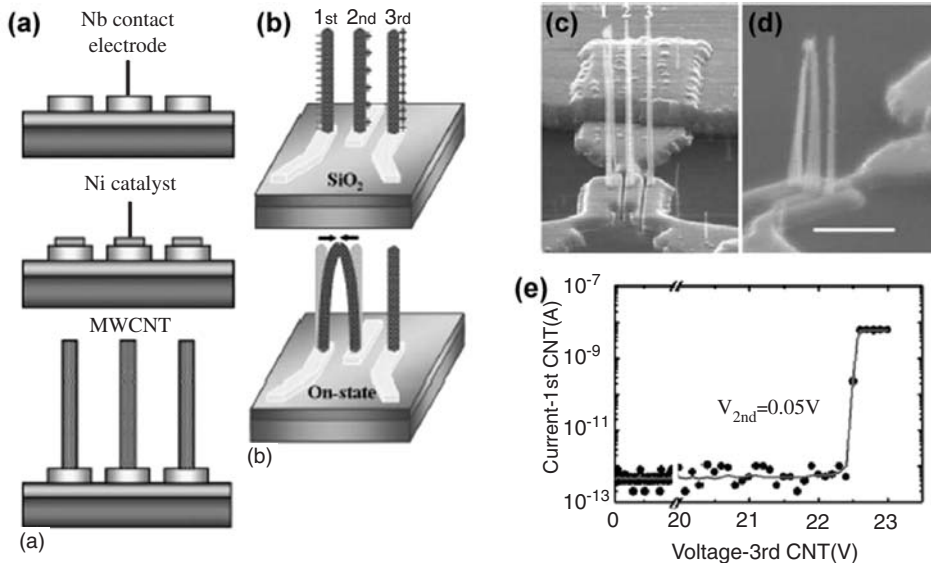 (a)
Nb contact
electrode
Ni catalyst
MWCNT
(a)
(b)
1st 2nd 3rd
SiO2
On-state
(b)
(c)
1 2 3
(d)
(e)
10-7
10-9
10-11
10-13
Current-1st CNT(A)
V2nd=0.05V
0 20 21 22 23
Voltage-3rd CNT(V)